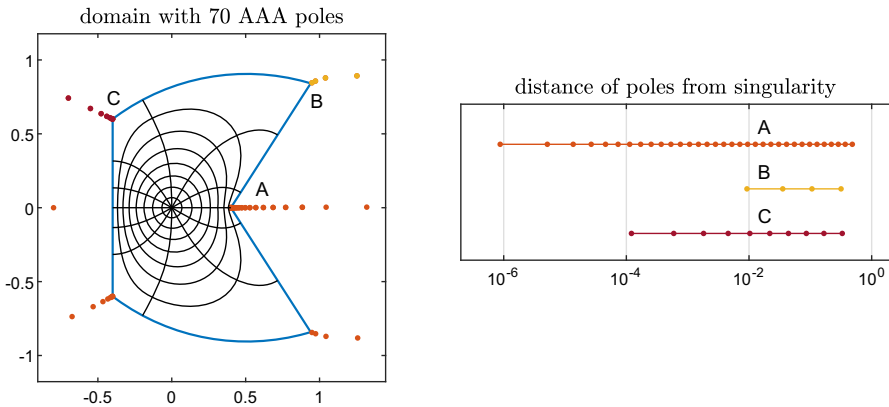 domain with 70 AAA poles
1
0.5
0
-0.5
-1
-0.5
0
0.5
1
C
B
A
distance of poles from singularity
A
B
C
10^-6
10^-4
10^-2
10^0